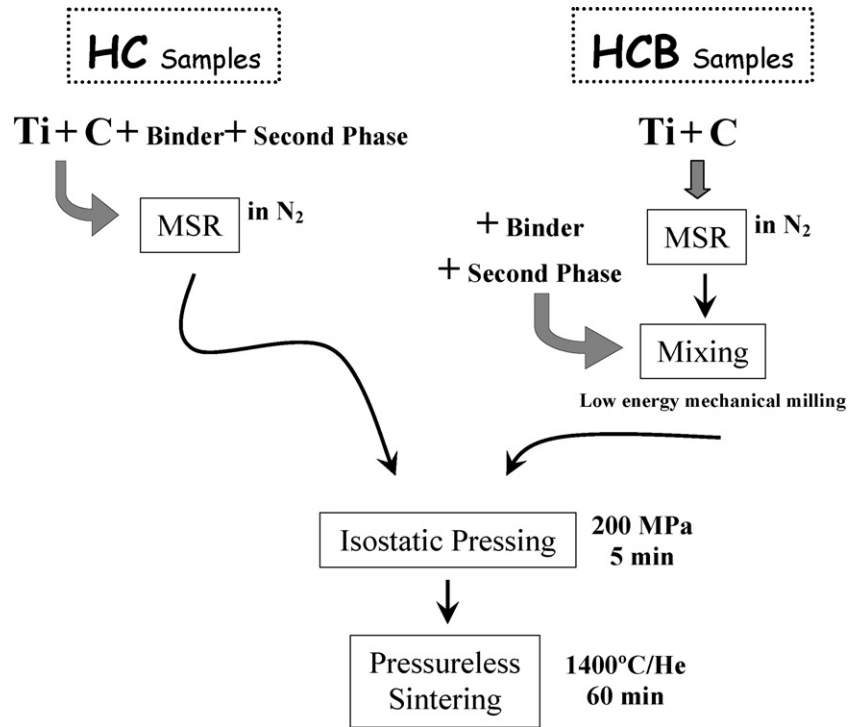 HC Samples
HCB Samples
Ti + C + Binder + Second Phase
MSR
in N₂
Ti + C
MSR
in N₂
+ Binder
+ Second Phase
Mixing
Low energy mechanical milling
Isostatic Pressing
200 MPa
5 min
Pressureless
Sintering
1400ºC/He
60 min